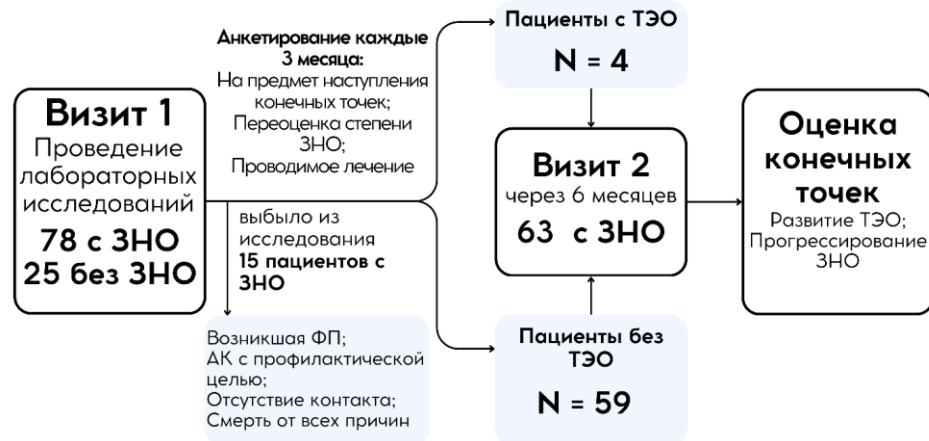 Визит 1
Проведение
лабораторных
исследований
78 с ЗНО
25 без ЗНО
Анкетирование каждые
3 месяца:
На предмет наступления
конечных точек;
Переоценка степени
ЗНО;
Проводимое лечение
выбыло из
исследования
15 пациентов с
ЗНО
Возникшая ФП;
АК с профилактической
целью;
Отсутствие контакта;
Смерть от всех причин
Пациенты с ТЭО
N = 4
Визит 2
через 6 месяцев
63 с ЗНО
Пациенты без
ТЭО
N = 59
Оценка
конечных
точек
Развитие ТЭО;
Прогрессирование
ЗНО